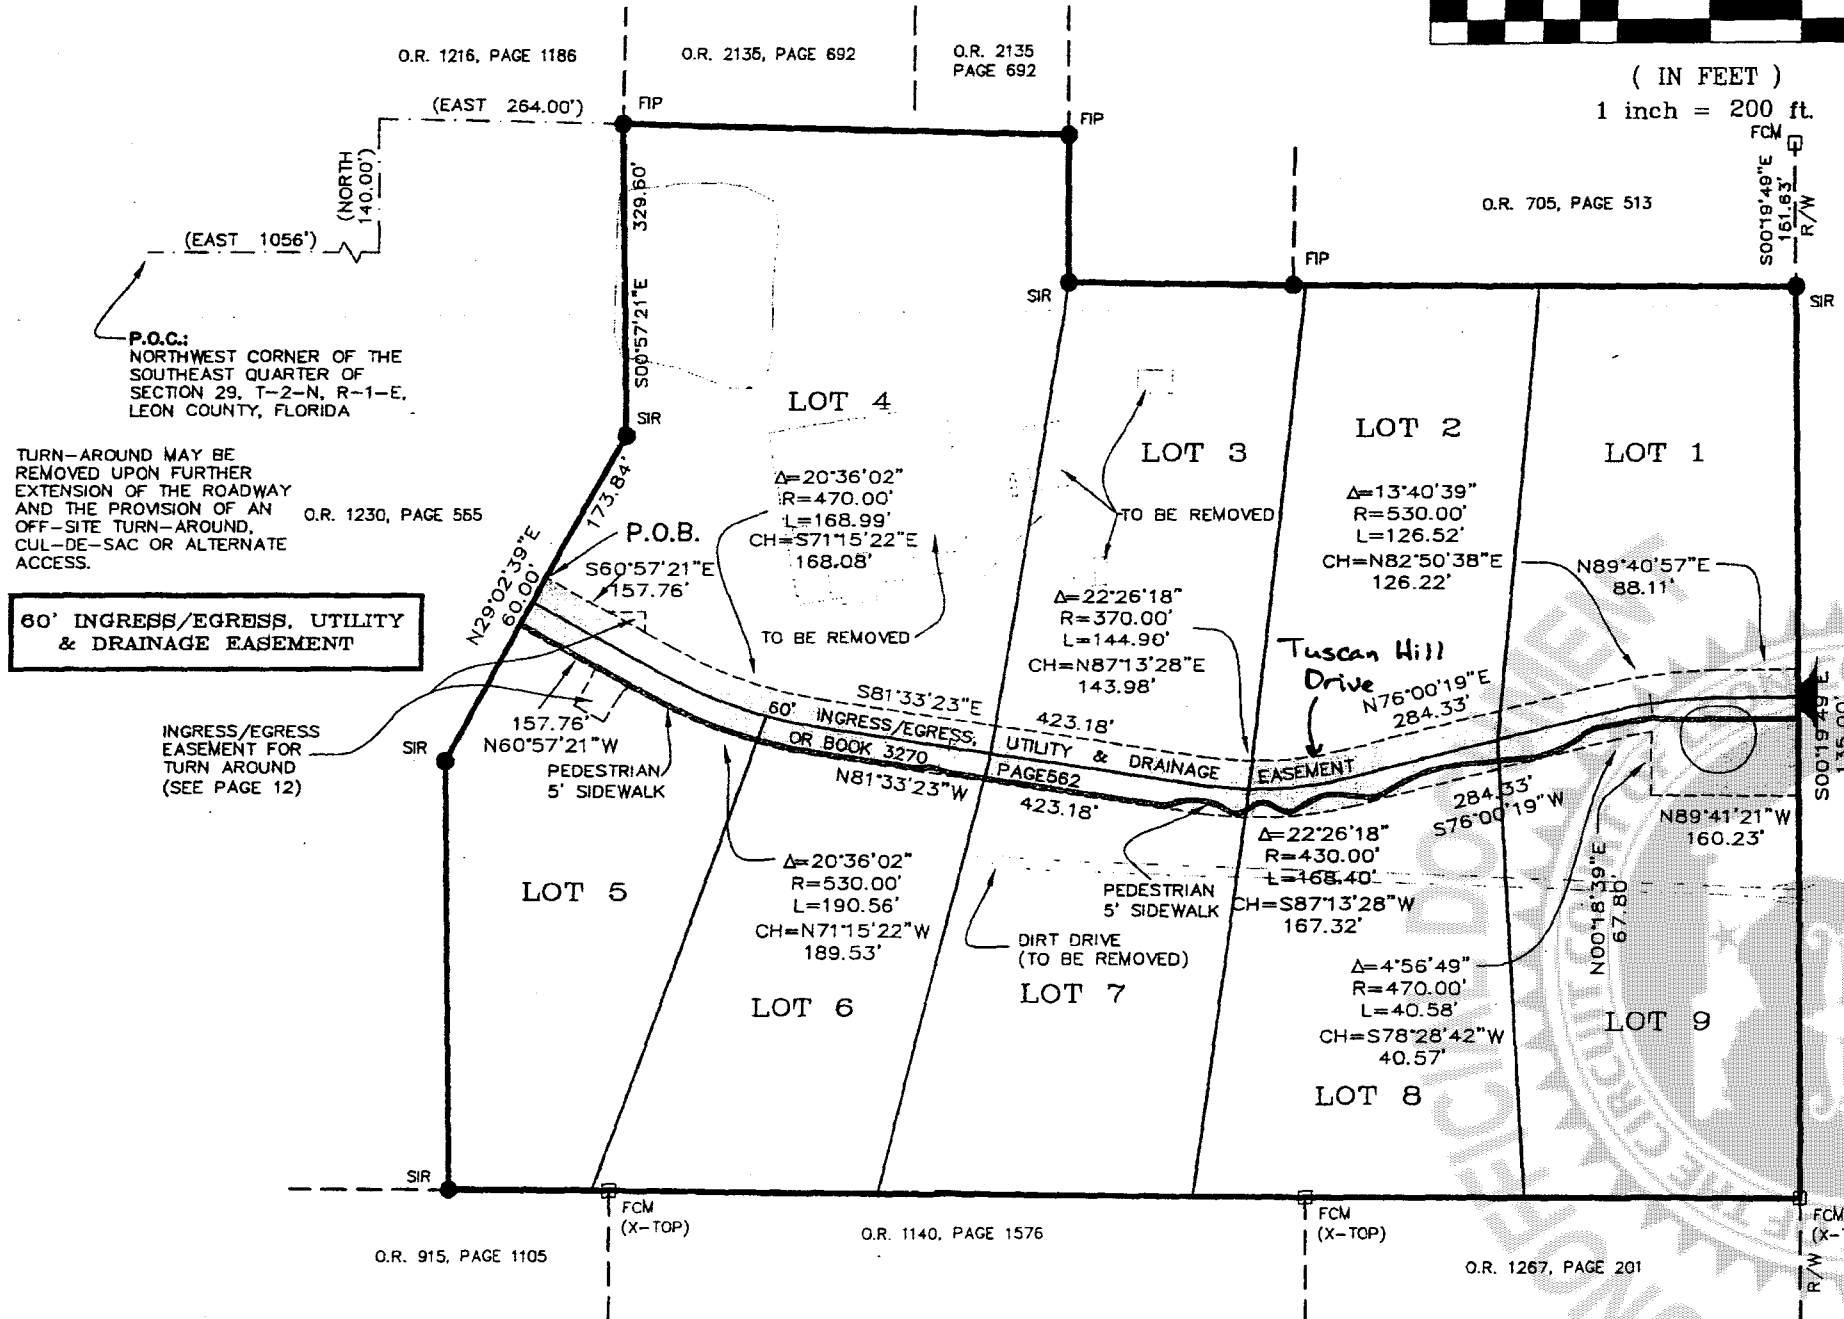 O.R. 1216, PAGE 1186
O.R. 2135, PAGE 692
O.R. 2135
PAGE 692
( IN FEET )
1 inch = 200 ft.
(EAST 264.00')
FIP
FIP
FCM
S00°19'49"E
161.63'
R/W
(NORTH
140.00')
329.60'
O.R. 705, PAGE 513
(EAST 1056')
FIP
SIR
SIR
S00°57'21"E
P.O.C.:
NORTHWEST CORNER OF THE
SOUTHEAST QUARTER OF
SECTION 29, T-2-N, R-1-E,
LEON COUNTY, FLORIDA
SIR
LOT 4
LOT 3
LOT 2
LOT 1
TURN-AROUND MAY BE
REMOVED UPON FURTHER
EXTENSION OF THE ROADWAY
AND THE PROVISION OF AN
OFF-SITE TURN-AROUND,
CUL-DE-SAC OR ALTERNATE
ACCESS.
O.R. 1230, PAGE 565
173.84'
N29°02'39"E
60.00'
P.O.B.
S60°57'21"E
157.76'
Δ=20°36'02"
R=470.00'
L=168.99'
CH=S71°15'22"E
168.08'
TO BE REMOVED
TO BE REMOVED
Δ=13°40'39"
R=530.00'
L=126.52'
CH=N82°50'38"E
126.22'
N89°40'57"E
88.11'
60' INGRESS/EGRESS, UTILITY
& DRAINAGE EASEMENT
Δ=22°26'18"
R=370.00'
L=144.90'
CH=N87°13'28"E
143.98'
Tuscan Hill
Drive
N76°00'19"E
284.33'
S81°33'23"E
423.18'
60' INGRESS/EGRESS, UTILITY & DRAINAGE EASEMENT
OR BOOK 3270 PAGE562
N81°33'23"W
423.18'
157.76'
N60°57'21"W
INGRESS/EGRESS
EASEMENT FOR
TURN AROUND
(SEE PAGE 12)
SIR
PEDESTRIAN
5' SIDEWALK
284.33'
S76°00'19"W
S00°19'49"E
135.00'
N89°41'21"W
160.23'
N00°18'39"E
67.80'
LOT 5
Δ=20°36'02"
R=530.00'
L=190.56'
CH=N71°15'22"W
189.53'
PEDESTRIAN
5' SIDEWALK
Δ=22°26'18"
R=430.00'
L=168.40'
CH=S87°13'28"W
167.32'
DIRT DRIVE
(TO BE REMOVED)
Δ=4°56'49"
R=470.00'
L=40.58'
CH=S78°28'42"W
40.57'
LOT 6
LOT 7
LOT 8
LOT 9
SIR
FCM
(X-TOP)
FCM
(X-TOP)
FCM
(X-
O.R. 915, PAGE 1105
O.R. 1140, PAGE 1576
O.R. 1267, PAGE 201
R/W